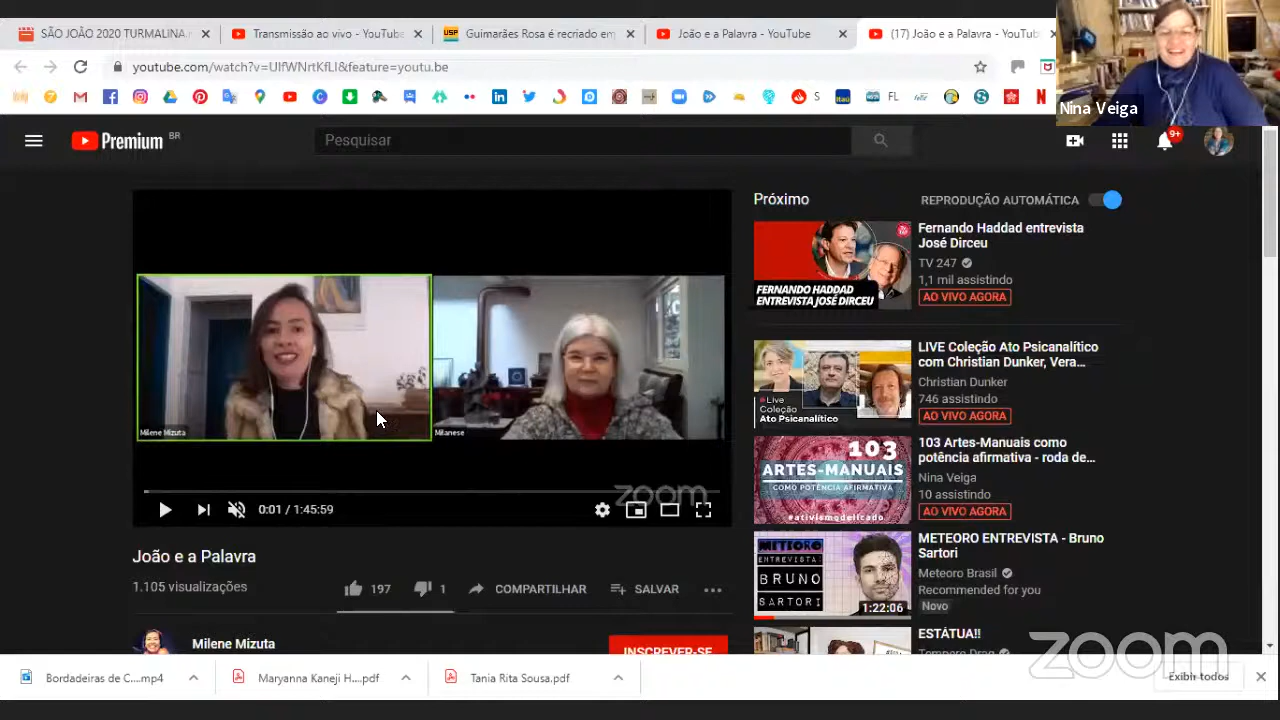 SÃO JOÃO 2020 TURMALINA
Transmissão ao vivo - YouTube
Guimarães Rosa é recriado em
João e a Palavra - YouTube
(17) João e a Palavra - YouTube
youtube.com/watch?v=UlfWNrtKfLI&feature=youtu.be
S
itaú
FL
Nina Veiga
Premium BR
Pesquisar
9+
Milene Mizuta
Milanese
zoom
0:01 / 1:45:59
João e a Palavra
1.105 visualizações
197
1
COMPARTILHAR
SALVAR
Milene Mizuta
INSCREVER-SE
Próximo
REPRODUÇÃO AUTOMÁTICA
FERNANDO HADDAD
ENTREVISTA JOSÉ DIRCEU
Fernando Haddad entrevista
José Dirceu
TV 247
1,1 mil assistindo
AO VIVO AGORA
Live
Coleção
Ato Psicanalítico
LIVE Coleção Ato Psicanalítico
com Christian Dunker, Vera...
Christian Dunker
746 assistindo
AO VIVO AGORA
103
ARTES-MANUAIS
COMO POTÊNCIA AFIRMATIVA
#ativismodelicado
103 Artes-Manuais como
potência afirmativa - roda de...
Nina Veiga
10 assistindo
AO VIVO AGORA
METEORO
ENTREVISTA:
BRUNO
SARTORI
1:22:06
METEORO ENTREVISTA - Bruno
Sartori
Meteoro Brasil
Recommended for you
Novo
ESTÁTUA!!
Tempero Drag
zoom
Bordadeiras de C....mp4
Maryanna Kaneji H....pdf
Tania Rita Sousa.pdf
Exibir todos